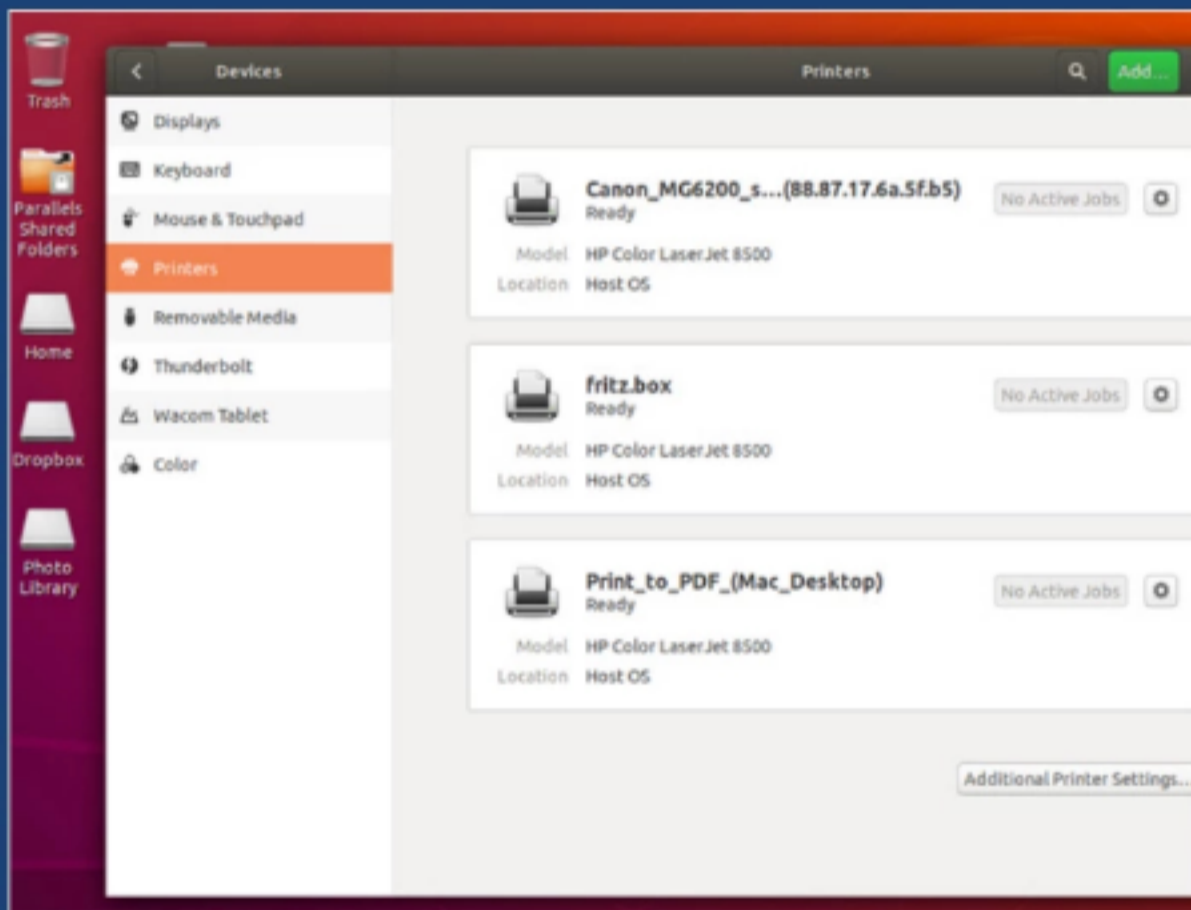 Trash
Parallels
Shared
Folders
Home
Dropbox
Photo
Library
Devices
Displays
Keyboard
Mouse & Touchpad
Printers
Removable Media
Thunderbolt
Wacom Tablet
Color
Printers
Add...
Canon_MG6200_s...(88.87.17.6a.5f.b5)
Ready
No Active Jobs
Model HP Color LaserJet 8500
Location Host OS
fritz.box
Ready
No Active Jobs
Model HP Color LaserJet 8500
Location Host OS
Print_to_PDF_(Mac_Desktop)
Ready
No Active Jobs
Model HP Color LaserJet 8500
Location Host OS
Additional Printer Settings...